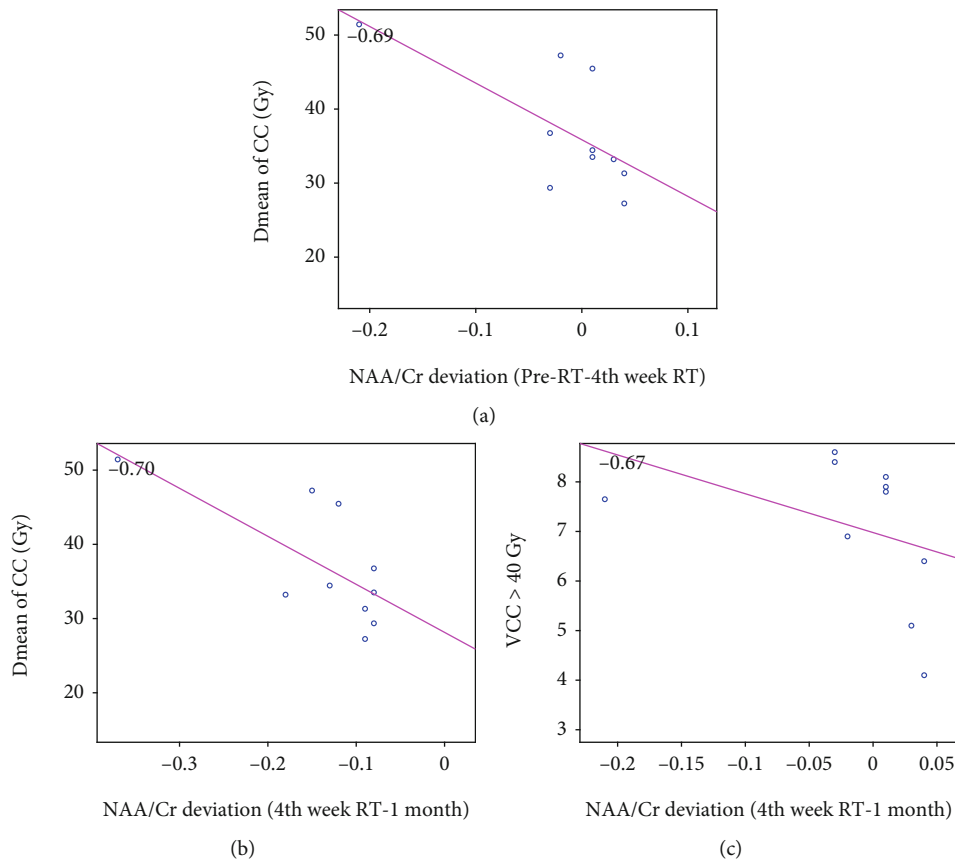 50
40
30
20
Dmean of CC (Gy)
–0.69
–0.2 –0.1 0 0.1
NAA/Cr deviation (Pre-RT-4th week RT)
(a)
50
40
30
20
Dmean of CC (Gy)
–0.70
–0.3 –0.2 –0.1 0
NAA/Cr deviation (4th week RT-1 month)
(b)
8
7
6
5
4
3
VCC > 40 Gy
–0.67
–0.2 –0.15 –0.1 –0.05 0 0.05
NAA/Cr deviation (4th week RT-1 month)
(c)